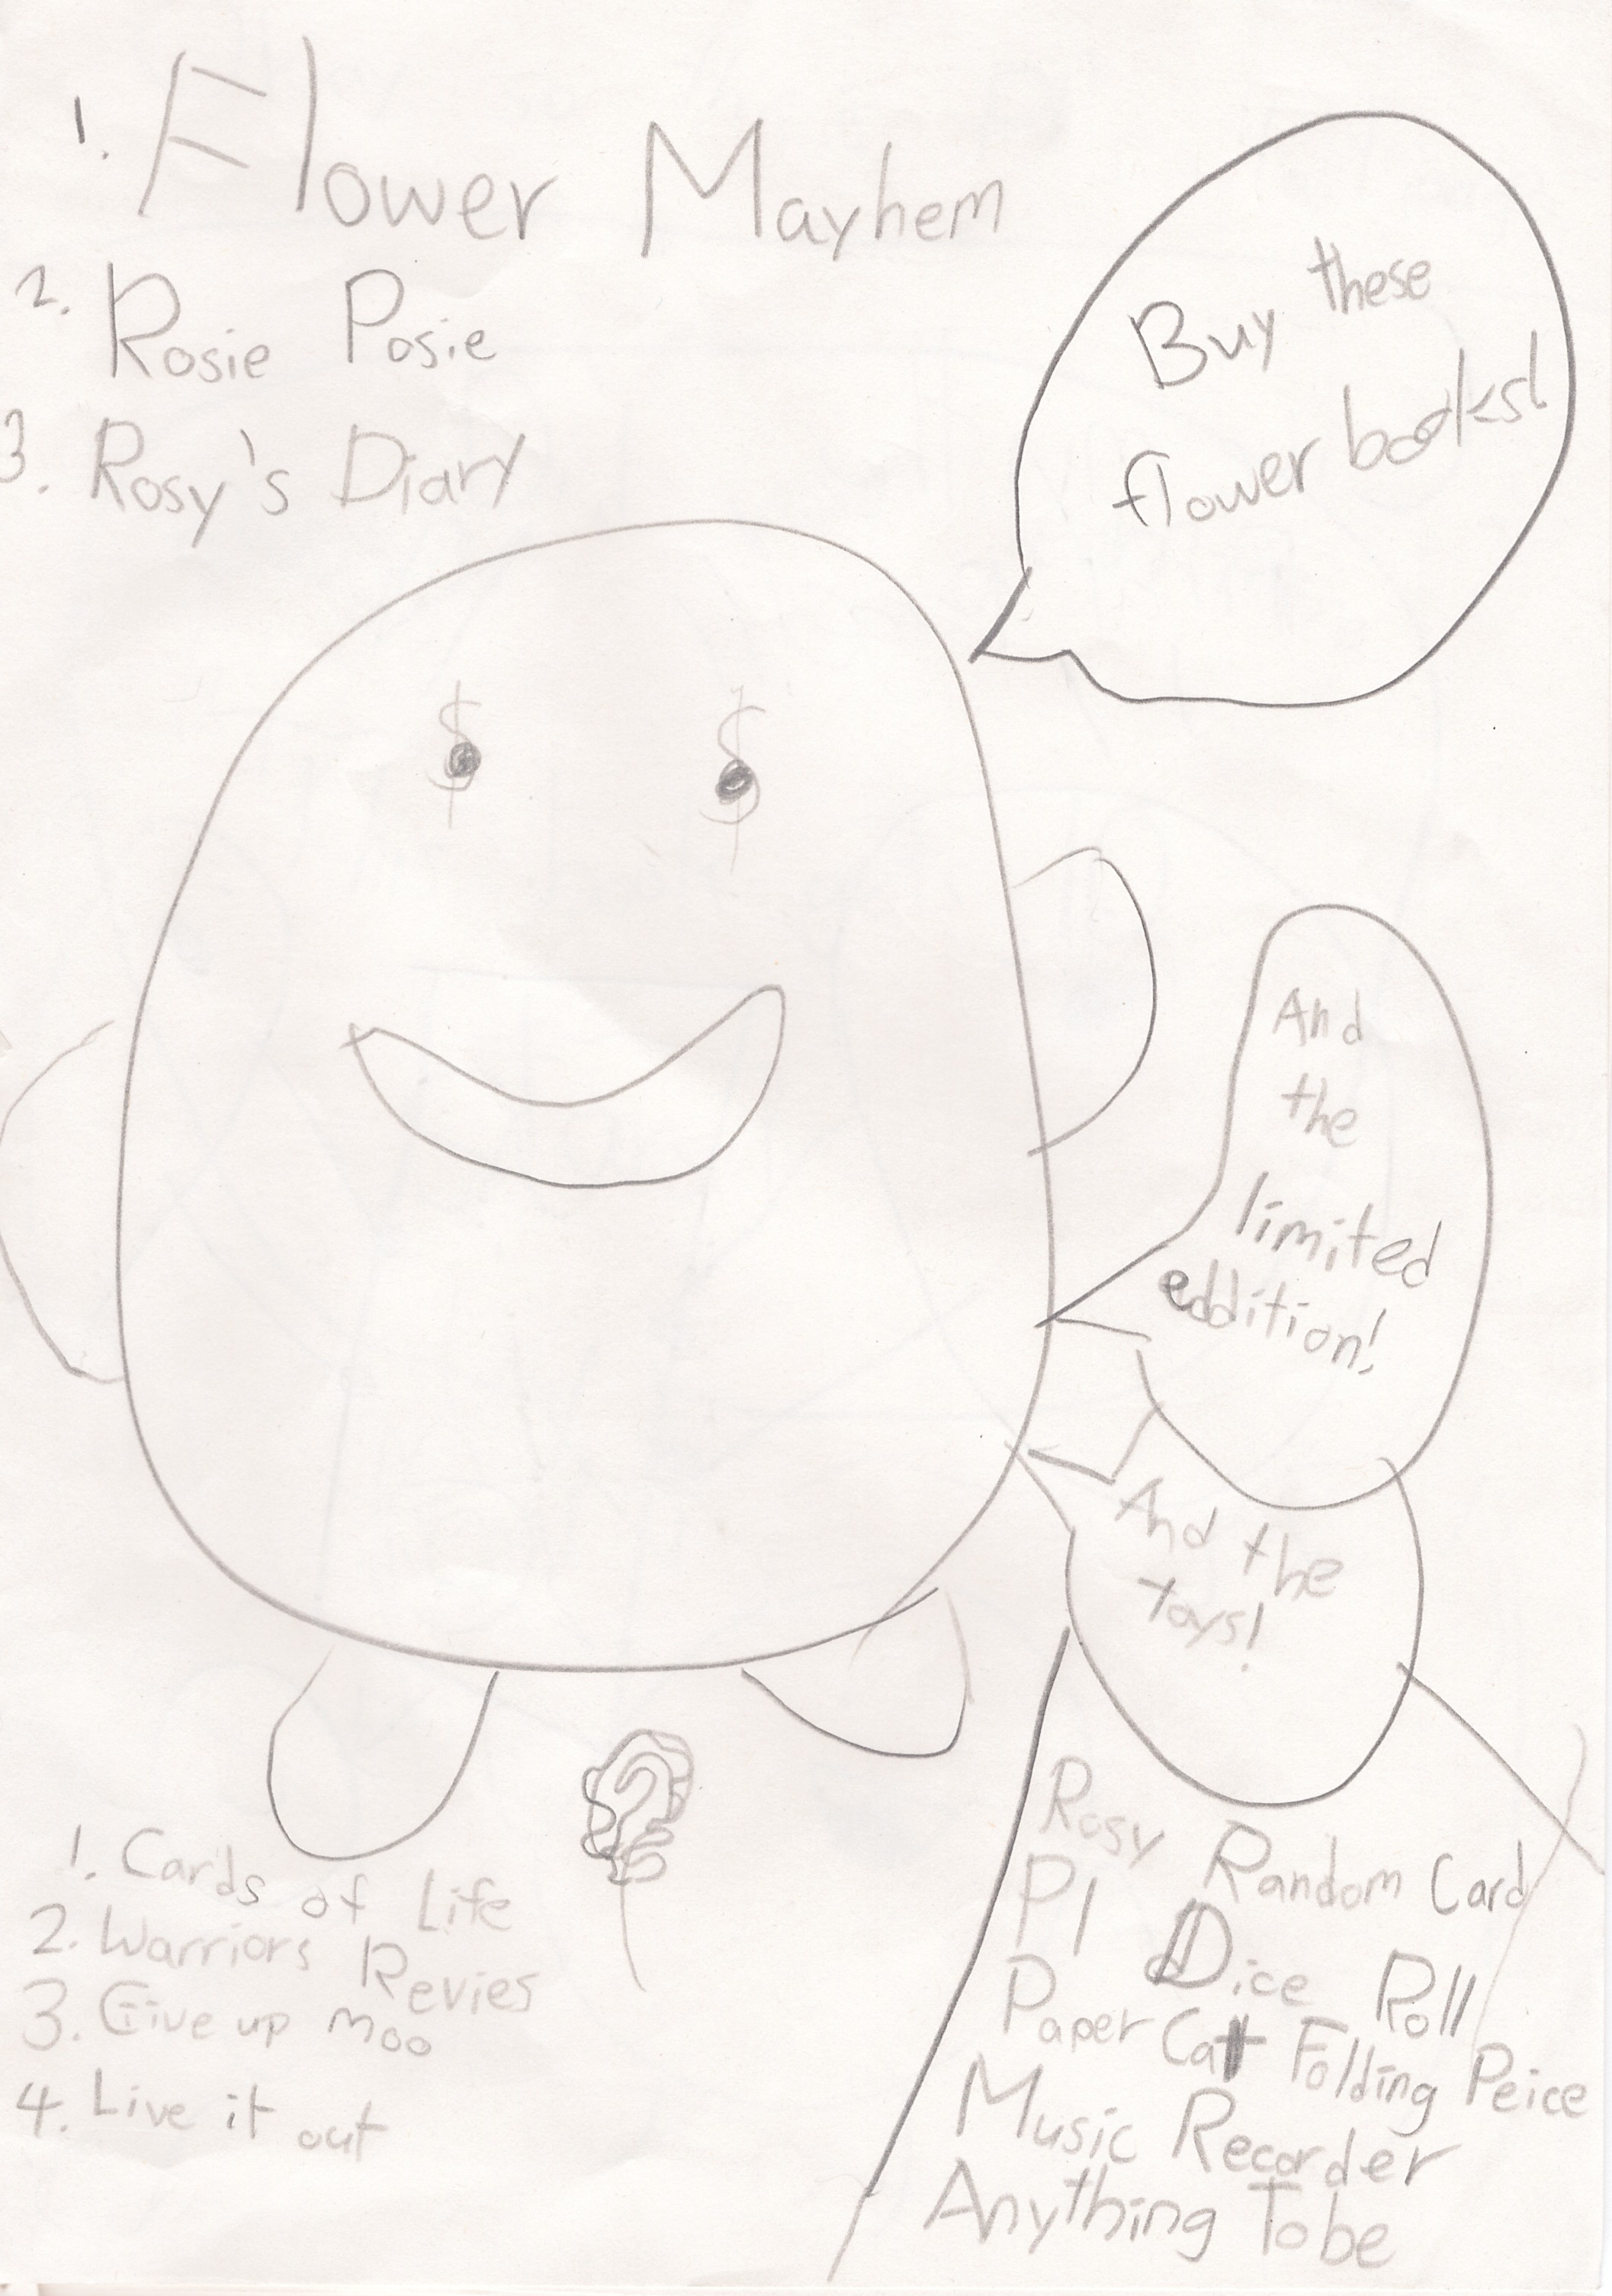 1. Flower Mayhem
2. Rosie Posie
3. Rosy's Diary
Buy these
flower books!
$ $
And
the
limited
eddition!
And the
Toys!
1. Cards of Life
2. Warriors Revies
3. Give up moo
4. Live it out
Rosy Random Card
P1 Dice Roll
Paper Cat Folding Peice
Music Recorder
Anything To be